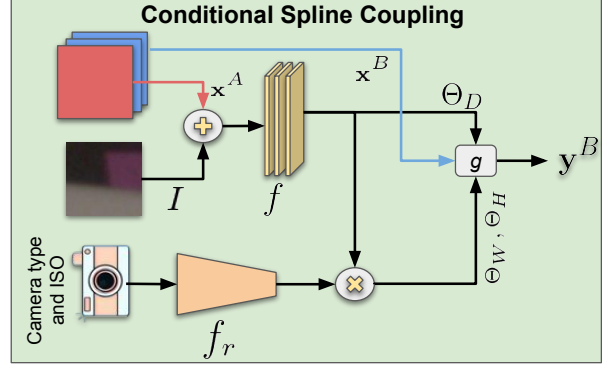 Conditional Spline Coupling
x^A
x^B
Θ_D
+
g
y^B
I
f
Θ_W, Θ_H
Camera type
and ISO
×
f_r